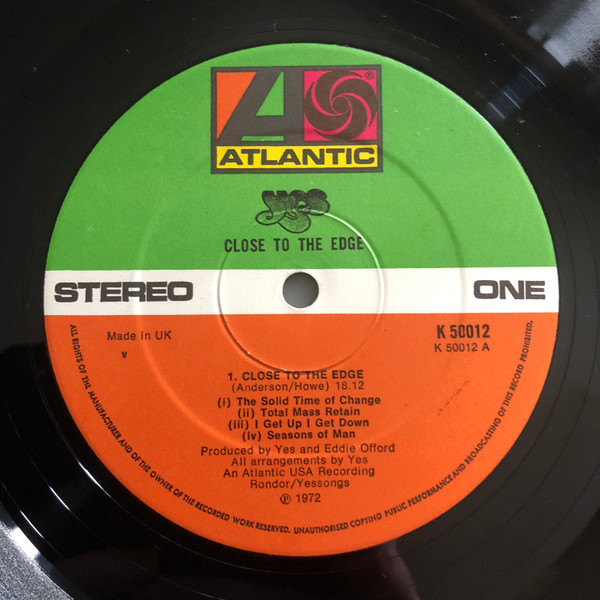 ®
ATLANTIC
yes
CLOSE TO THE EDGE
STEREO ONE
Made in UK
v
K 50012
K 50012 A
1. CLOSE TO THE EDGE
(Anderson/Howe) 18.12
(i) The Solid Time of Change
(ii) Total Mass Retain
(iii) I Get Up I Get Down
(iv) Seasons of Man
Produced by Yes and Eddie Offord
All arrangements by Yes
An Atlantic USA Recording
Rondor/Yessongs
℗ 1972
ALL RIGHTS OF THE MANUFACTURER AND OF THE OWNER OF THE RECORDED WORK RESERVED. UNAUTHORISED COPYING PUBLIC PERFORMANCE AND BROADCASTING OF THIS RECORD PROHIBITED.